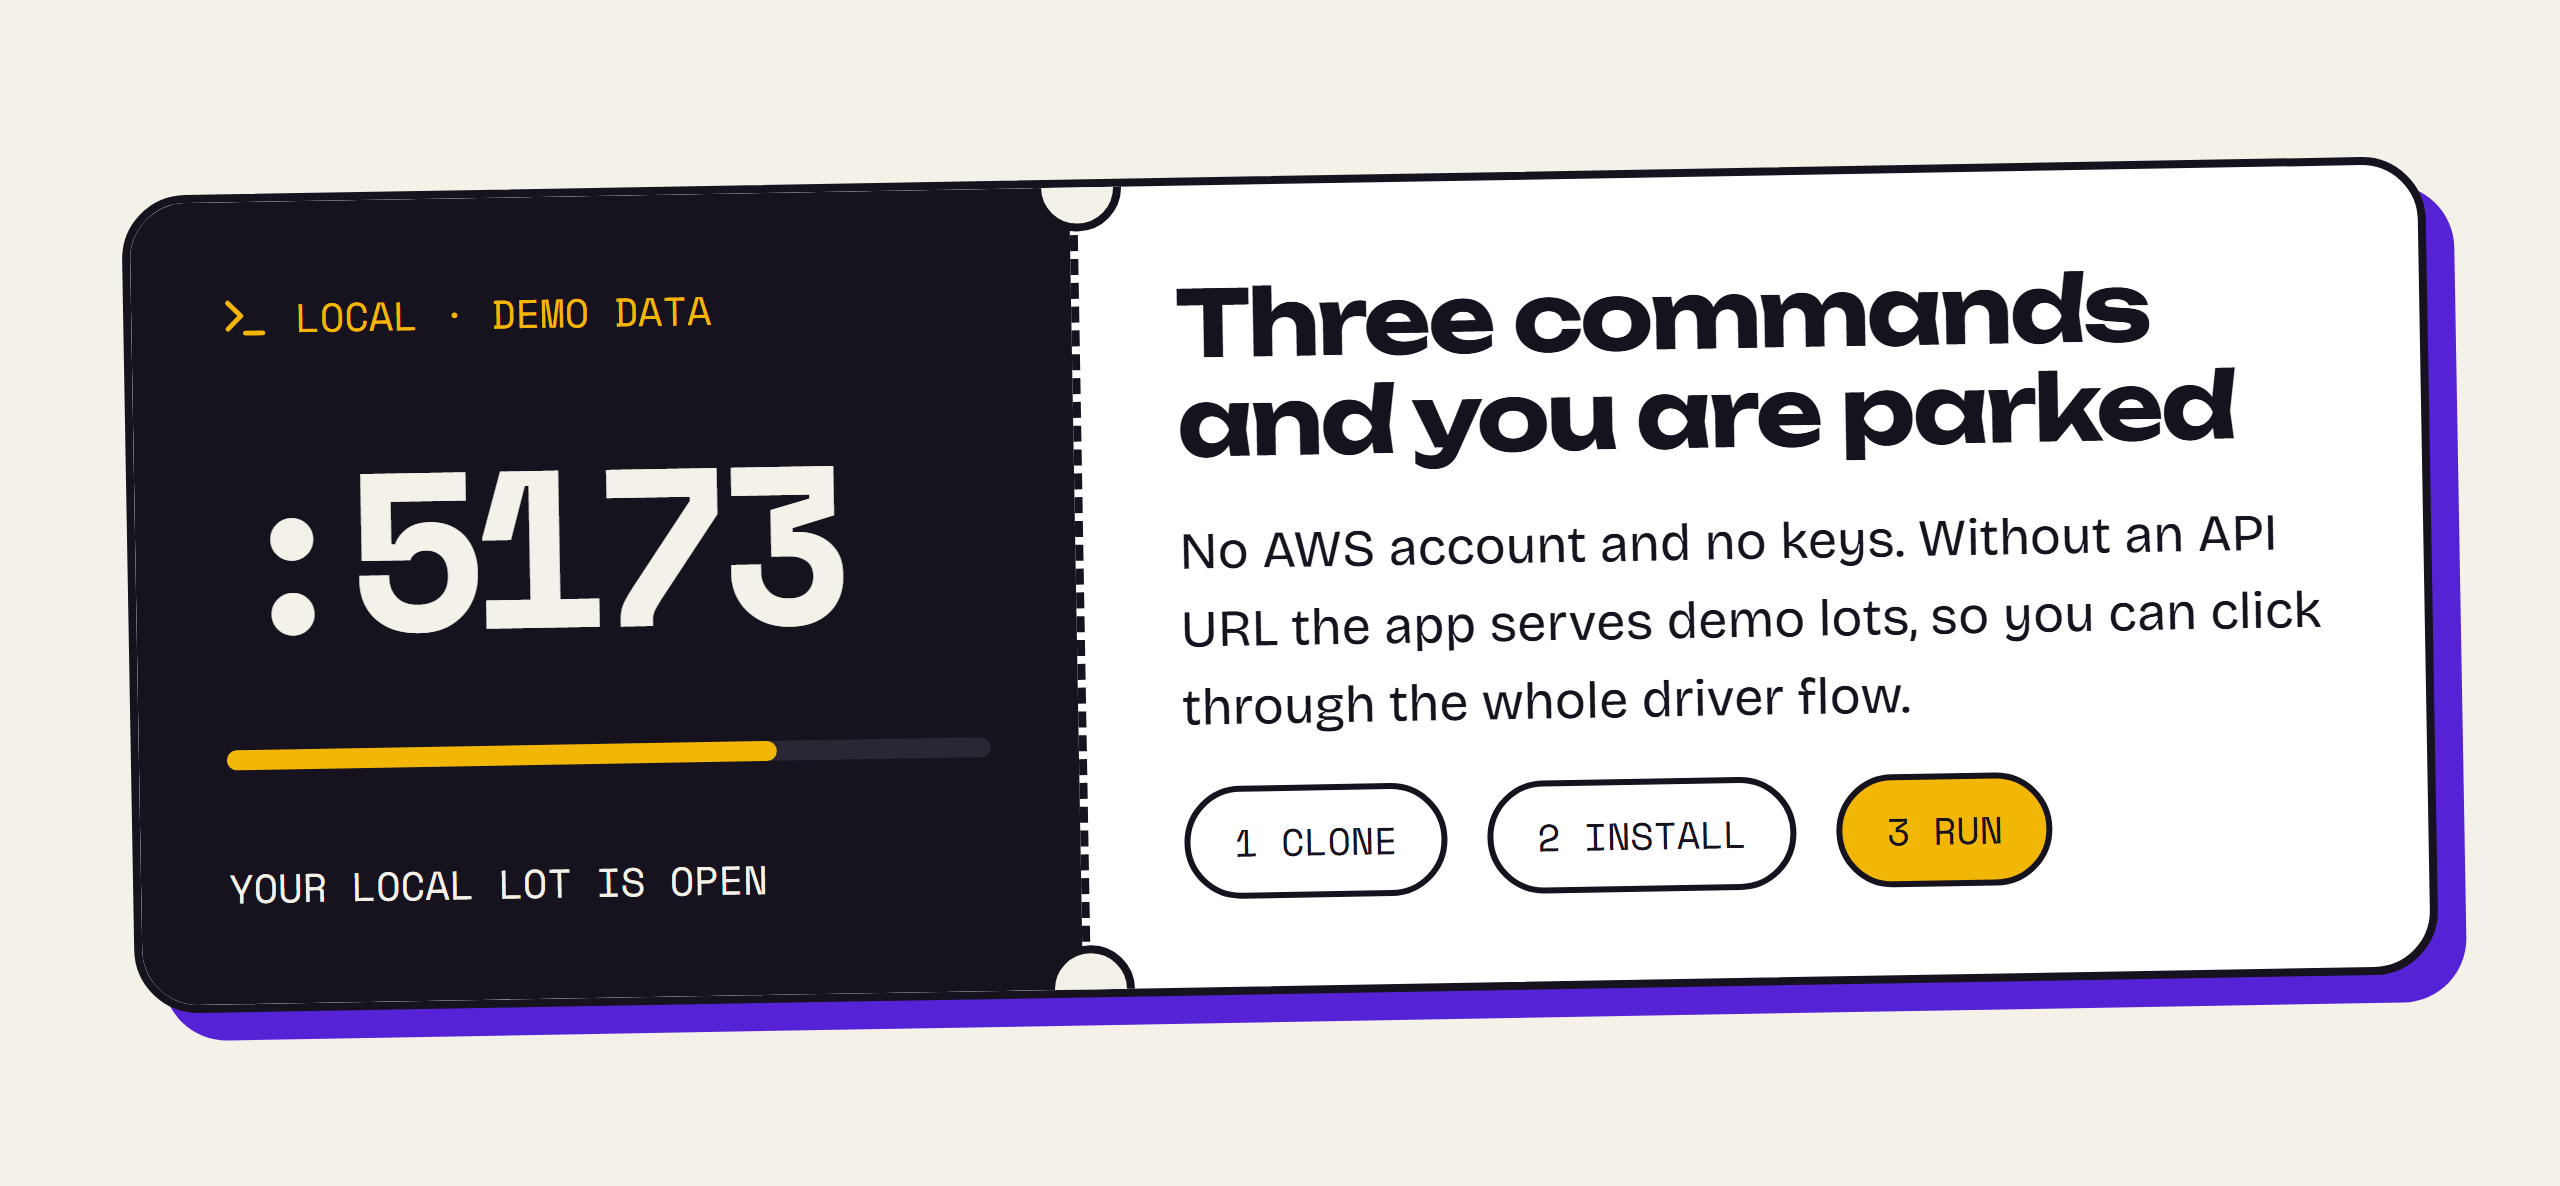 >_ LOCAL · DEMO DATA
:5173
YOUR LOCAL LOT IS OPEN
Three commands
and you are parked
No AWS account and no keys. Without an API
URL the app serves demo lots, so you can click
through the whole driver flow.
1 CLONE
2 INSTALL
3 RUN